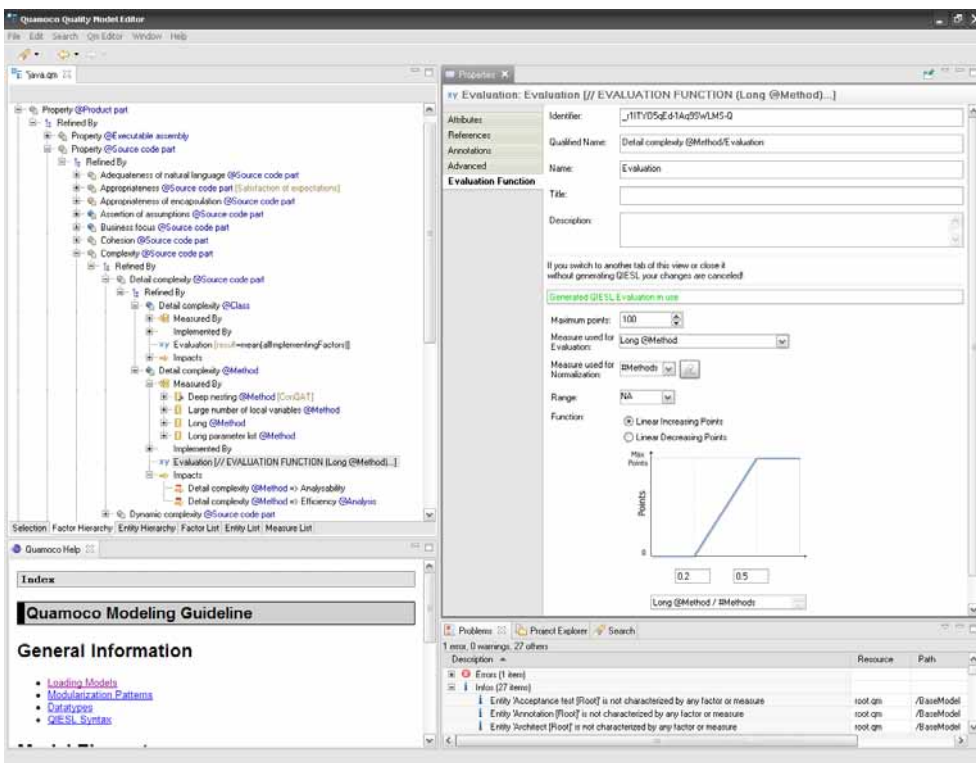 Quamoco Quality Model Editor
File Edit Search Qm Editor Window Help
*java.qm
Property @Product part
Refined By
Property @Executable assembly
Property @Source code part
Refined By
Adequateness of natural language @Source code part
Appropriateness @Source code part [Satisfaction of expectations]
Appropriateness of encapsulation @Source code part
Assertion of assumptions @Source code part
Business focus @Source code part
Cohesion @Source code part
Complexity @Source code part
Refined By
Detail complexity @Source code part
Refined By
Detail complexity @Class
Measured By
Implemented By
xy Evaluation [result=mean(allImplementingFactors)]
Impacts
Detail complexity @Method
Measured By
Deep nesting @Method [ConQAT]
Large number of local variables @Method
Long @Method
Long parameter list @Method
Implemented By
xy Evaluation [// EVALUATION FUNCTION (Long @Method)...]
Impacts
Detail complexity @Method => Analysability
Detail complexity @Method => Efficiency @Analysis
Dynamic complexity @Source code part
Selection Factor Hierarchy Entity Hierarchy Factor List Entity List Measure List
Quamoco Help
Index
Quamoco Modeling Guideline
General Information
Loading Models
Modularization Patterns
Datatypes
QIESL Syntax
Properties
xy Evaluation: Evaluation [// EVALUATION FUNCTION (Long @Method)...]
Attributes
References
Annotations
Advanced
Evaluation Function
Identifier:
Qualified Name: Detail complexity @Method/Evaluation
Name: Evaluation
Title:
Description:
If you switch to another tab of this view or close it
without generating QIESL your changes are canceled!
Generated QIESL Evaluation in use
Maximum points: 100
Measure used for Evaluation: Long @Method
Measure used for Normalization: #Methods
Range: NA
Function: Linear Increasing Points
Linear Decreasing Points
Max Points
Points
0
0.2 0.5
Long @Method / #Methods
Problems Project Explorer Search
1 error, 0 warnings, 27 others
Description Resource Path
Errors (1 item)
Infos (27 items)
Entity 'Acceptance test [Root]' is not characterized by any factor or measure root.qm /BaseModel
Entity 'Annotation [Root]' is not characterized by any factor or measure root.qm /BaseModel
Entity 'Architect [Root]' is not characterized by any factor or measure root.qm /BaseModel